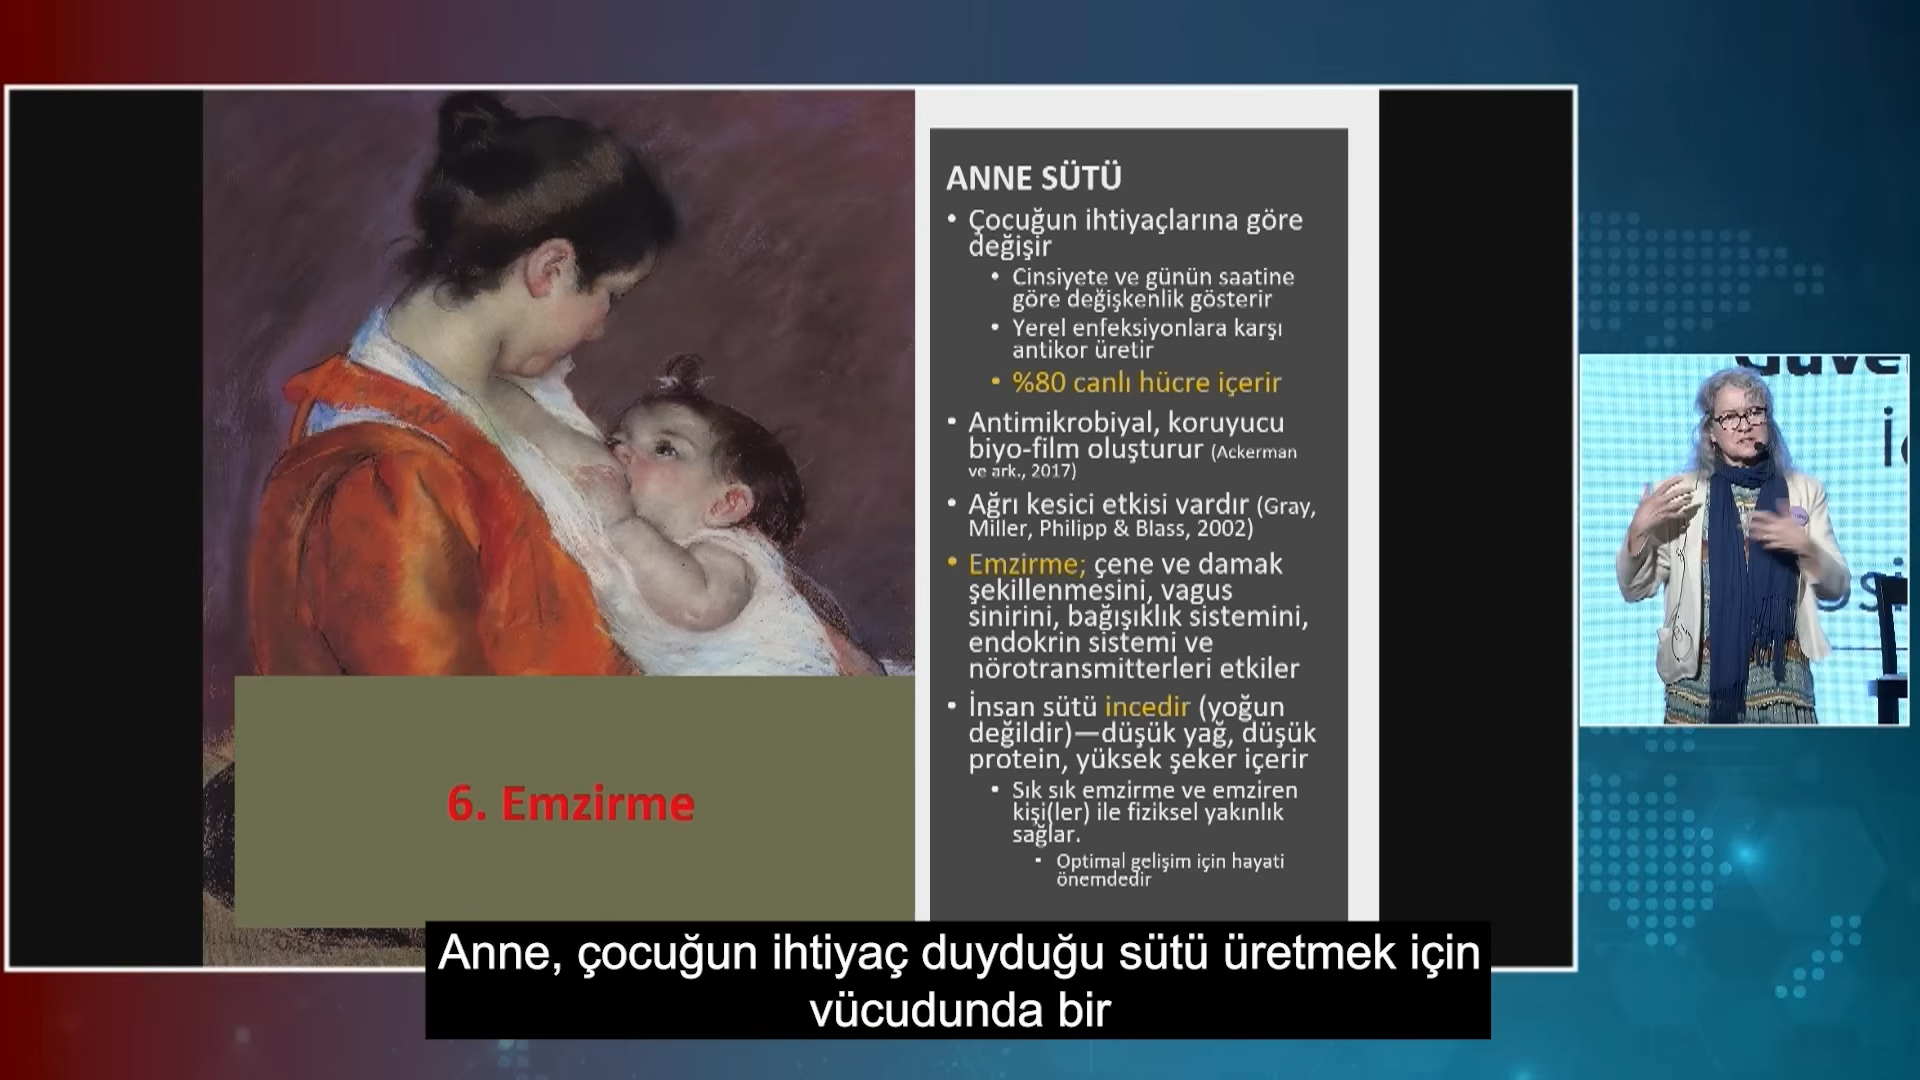 ANNE SÜTÜ
• Çocuğun ihtiyaçlarına göre
değişir
• Cinsiyete ve günün saatine
göre değişkenlik gösterir
• Yerel enfeksiyonlara karşı
antikor üretir
• %80 canlı hücre içerir
• Antimikrobiyal, koruyucu
biyo-film oluşturur (Ackerman
ve ark., 2017)
• Ağrı kesici etkisi vardır (Gray,
Miller, Philipp & Blass, 2002)
• Emzirme; çene ve damak
şekillenmesini, vagus
sinirini, bağışıklık sistemini,
endokrin sistemi ve
nörotransmitterleri etkiler
• İnsan sütü incedir (yoğun
değildir)—düşük yağ, düşük
protein, yüksek şeker içerir
• Sık sık emzirme ve emziren
kişi(ler) ile fiziksel yakınlık
sağlar.
▪ Optimal gelişim için hayati
önemdedir
6. Emzirme
Anne, çocuğun ihtiyaç duyduğu sütü üretmek için
vücudunda bir